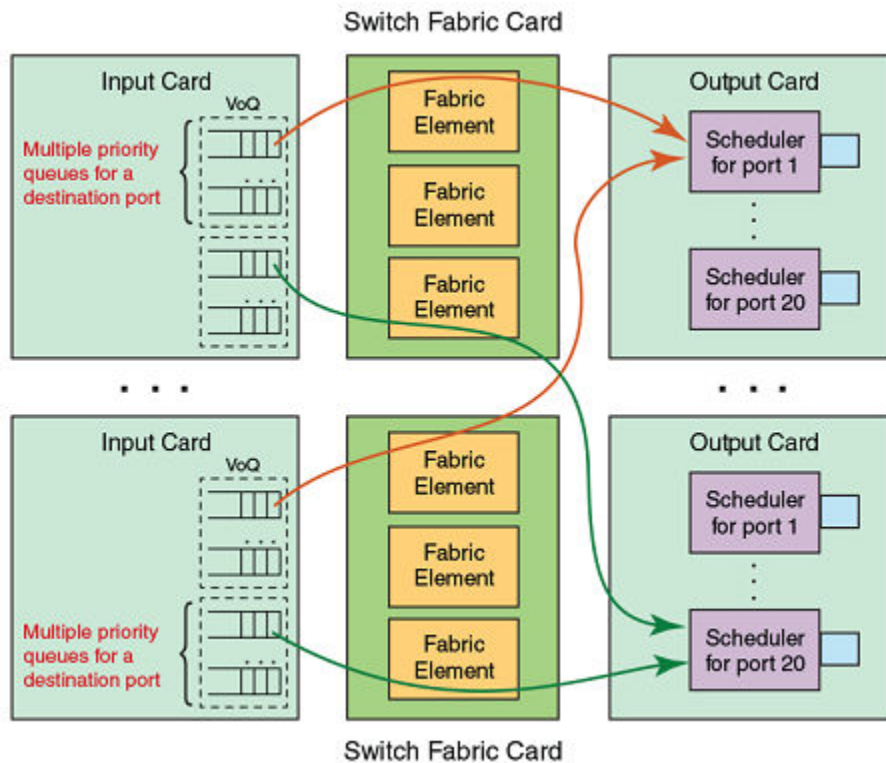 Switch Fabric Card
Input Card
VoQ
Multiple priority
queues for a
destination port
Fabric
Element
Fabric
Element
Fabric
Element
Output Card
Scheduler
for port 1
Scheduler
for port 20
Input Card
VoQ
Multiple priority
queues for a
destination port
Fabric
Element
Fabric
Element
Fabric
Element
Output Card
Scheduler
for port 1
Scheduler
for port 20
Switch Fabric Card